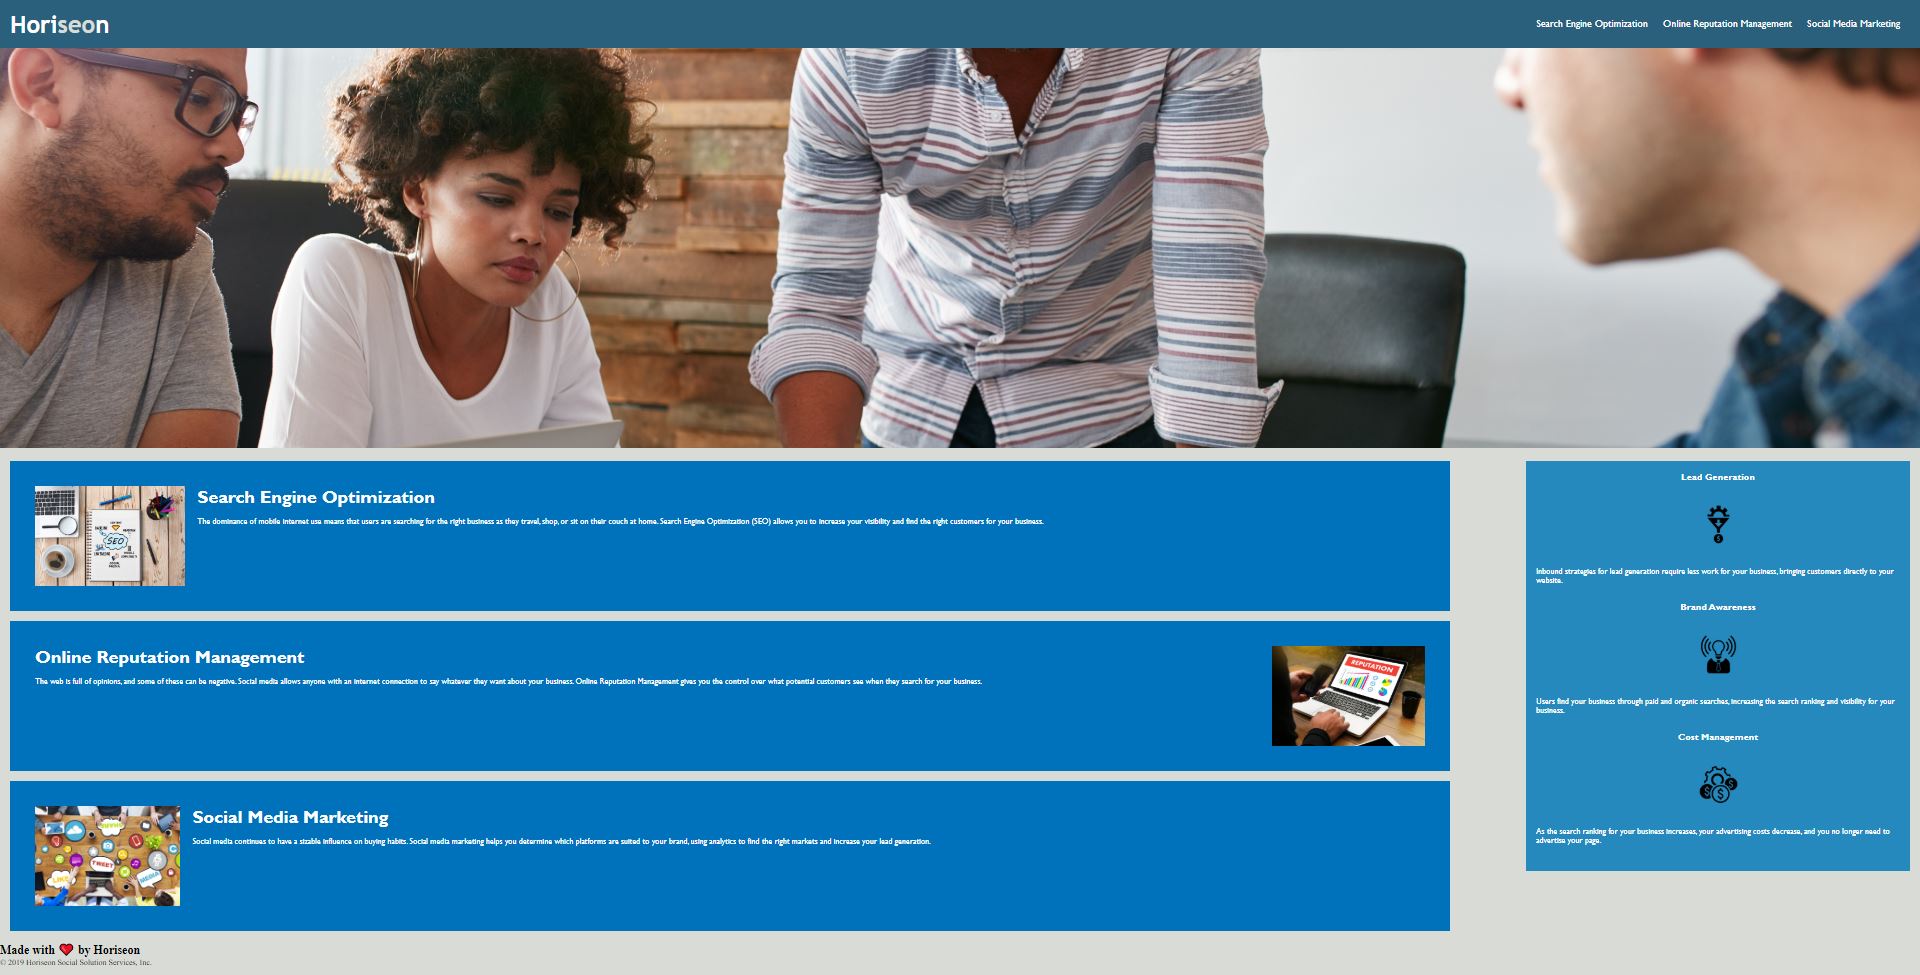 Horiseon
Search Engine Optimization Online Reputation Management Social Media Marketing
Search Engine Optimization
The dominance of mobile internet use means that users are searching for the right business as they travel, shop, or sit on their couch at home. Search Engine Optimization (SEO) allows you to increase your visibility and find the right customers for your business.
SEO
Online Reputation Management
The web is full of opinions, and some of these can be negative. Social media allows anyone with an internet connection to say whatever they want about your business. Online Reputation Management gives you the control over what potential customers see when they search for your business.
REPUTATION
Social Media Marketing
Social media continues to have a sizable influence on buying habits. Social media marketing helps you determine which platforms are suited to your brand, using analytics to find the right markets and increase your lead generation.
TWEET
LIKE
MEDIA
Lead Generation
Inbound strategies for lead generation require less work for your business, bringing customers directly to your
website.
Brand Awareness
Users find your business through paid and organic searches, increasing the search ranking and visibility for your
business.
Cost Management
As the search ranking for your business increases, your advertising costs decrease, and you no longer need to
advertise your page.
Made with ❤️ by Horiseon
© 2019 Horiseon Social Solution Services, Inc.